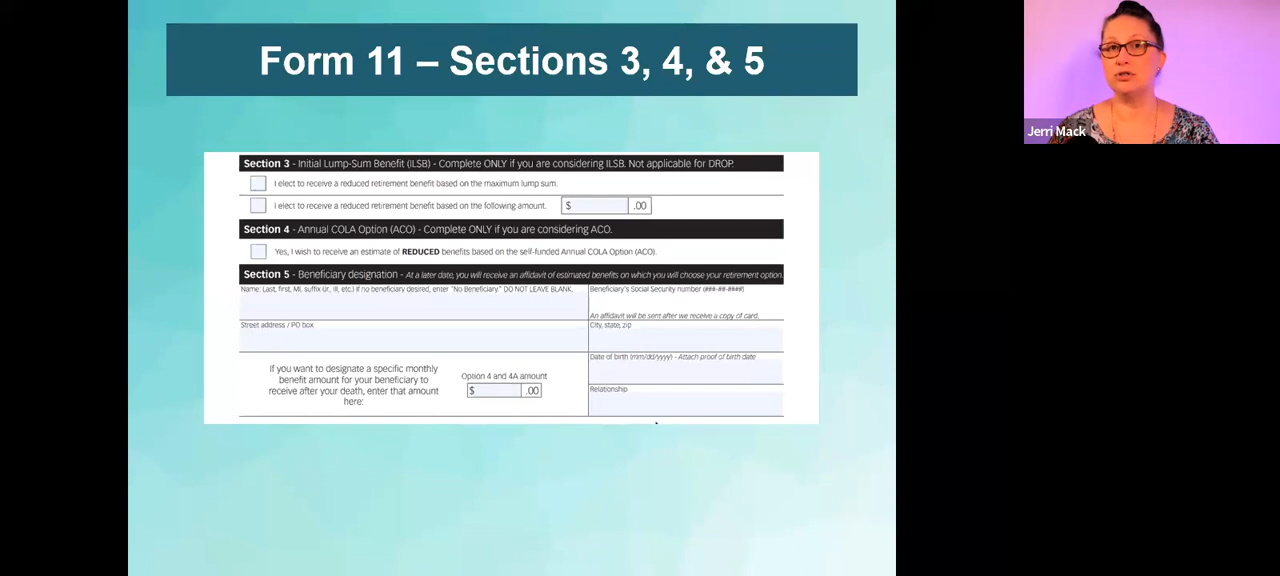 Form 11 – Sections 3, 4, & 5
Jerri Mack
Section 3 - Initial Lump-Sum Benefit (ILSB) - Complete ONLY if you are considering ILSB. Not applicable for DROP.
I elect to receive a reduced retirement benefit based on the maximum lump sum.
I elect to receive a reduced retirement benefit based on the following amount. $ .00
Section 4 - Annual COLA Option (ACO) - Complete ONLY if you are considering ACO.
Yes, I wish to receive an estimate of REDUCED benefits based on the self-funded Annual COLA Option (ACO).
Section 5 - Beneficiary designation - At a later date, you will receive an affidavit of estimated benefits on which you will choose your retirement option.
Name: Last, first, MI, suffix (Jr., III, etc.) If no beneficiary desired, enter "No Beneficiary." DO NOT LEAVE BLANK.
Beneficiary's Social Security number (###-##-####)
An affidavit will be sent after we receive a copy of card.
Street address / PO box
City, state, zip
If you want to designate a specific monthly
benefit amount for your beneficiary to
receive after your death, enter that amount
here:
Option 4 and 4A amount
$ .00
Date of birth (mm/dd/yyyy) - Attach proof of birth date
Relationship